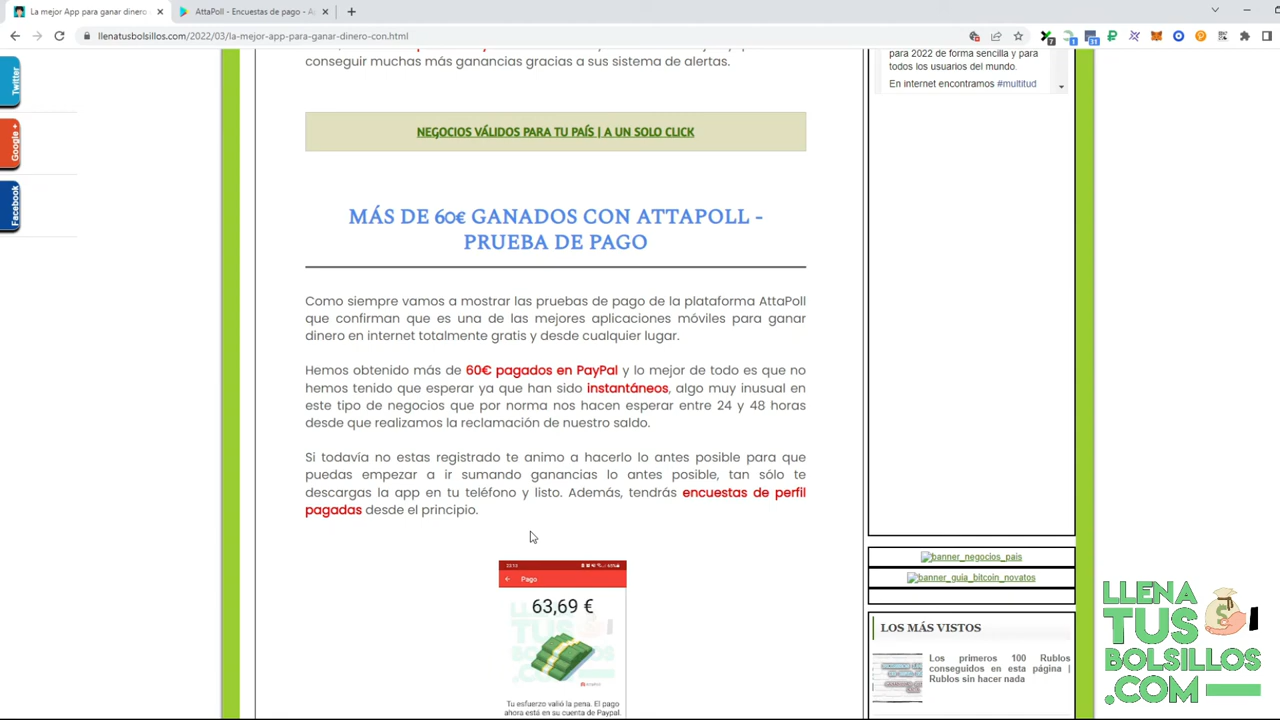 La mejor App para ganar dinero
AttaPoll - Encuestas de pago - A
llenatusbolsillos.com/2022/03/la-mejor-app-para-ganar-dinero-con.html
7
1
11
Twitter
Google +
Facebook
conseguir muchas más ganancias gracias a sus sistema de alertas.
NEGOCIOS VÁLIDOS PARA TU PAÍS | A UN SOLO CLICK
MÁS DE 60€ GANADOS CON ATTAPOLL -
PRUEBA DE PAGO
Como siempre vamos a mostrar las pruebas de pago de la plataforma AttaPoll
que confirman que es una de las mejores aplicaciones móviles para ganar
dinero en internet totalmente gratis y desde cualquier lugar.
Hemos obtenido más de 60€ pagados en PayPal y lo mejor de todo es que no
hemos tenido que esperar ya que han sido instantáneos, algo muy inusual en
este tipo de negocios que por norma nos hacen esperar entre 24 y 48 horas
desde que realizamos la reclamación de nuestro saldo.
Si todavía no estas registrado te animo a hacerlo lo antes posible para que
puedas empezar a ir sumando ganancias lo antes posible, tan sólo te
descargas la app en tu teléfono y listo. Además, tendrás encuestas de perfil
pagadas desde el principio.
Pago
63,69 €
Tu esfuerzo valió la pena. El pago
ahora está en su cuenta de Paypal.
para 2022 de forma sencilla y para
todos los usuarios del mundo.
En internet encontramos #multitud
banner_negocios_pais
banner_guia_bitcoin_novatos
LOS MÁS VISTOS
Los primeros 100 Rublos
conseguidos en esta
página |
Rublos sin hacer nada
LLENA
TUS
BOLSILLOS
.COM